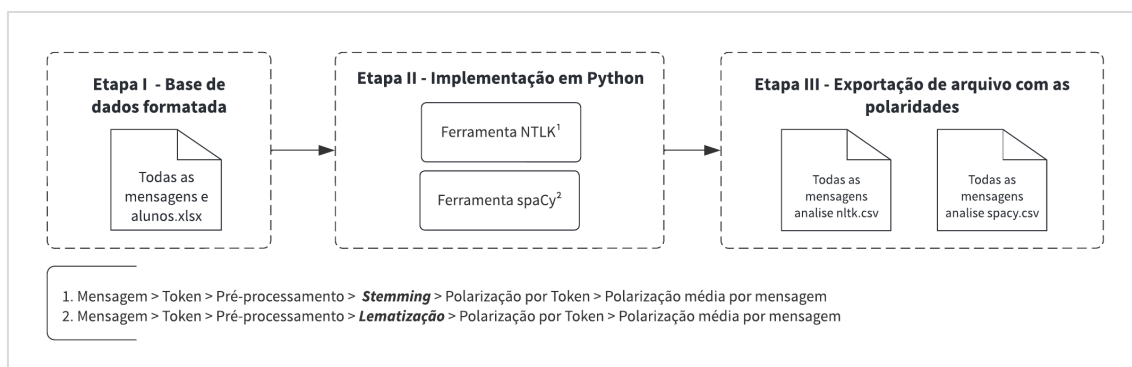 Etapa I - Base de
dados formatada
Todas as
mensagens e
alunos.xlsx
Etapa II - Implementação em Python
Ferramenta NTLK¹
Ferramenta spaCy²
Etapa III - Exportação de arquivo com as
polaridades
Todas as
mensagens
analise nltk.csv
Todas as
mensagens
analise spacy.csv
1. Mensagem > Token > Pré-processamento > Stemming > Polarização por Token > Polarização média por mensagem
2. Mensagem > Token > Pré-processamento > Lematização > Polarização por Token > Polarização média por mensagem